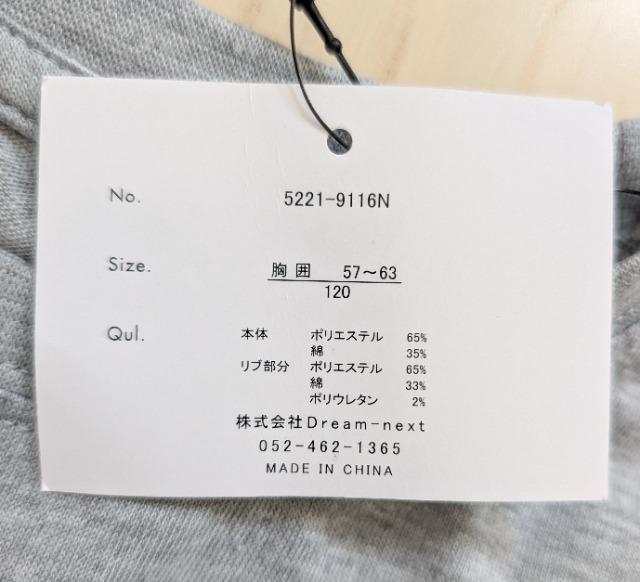 No. 5221-9116N
Size. 胸囲 57～63
120
Qul. 本体 ポリエステル 65%
綿 35%
リブ部分 ポリエステル 65%
綿 33%
ポリウレタン 2%
株式会社Dream-next
052-462-1365
MADE IN CHINA